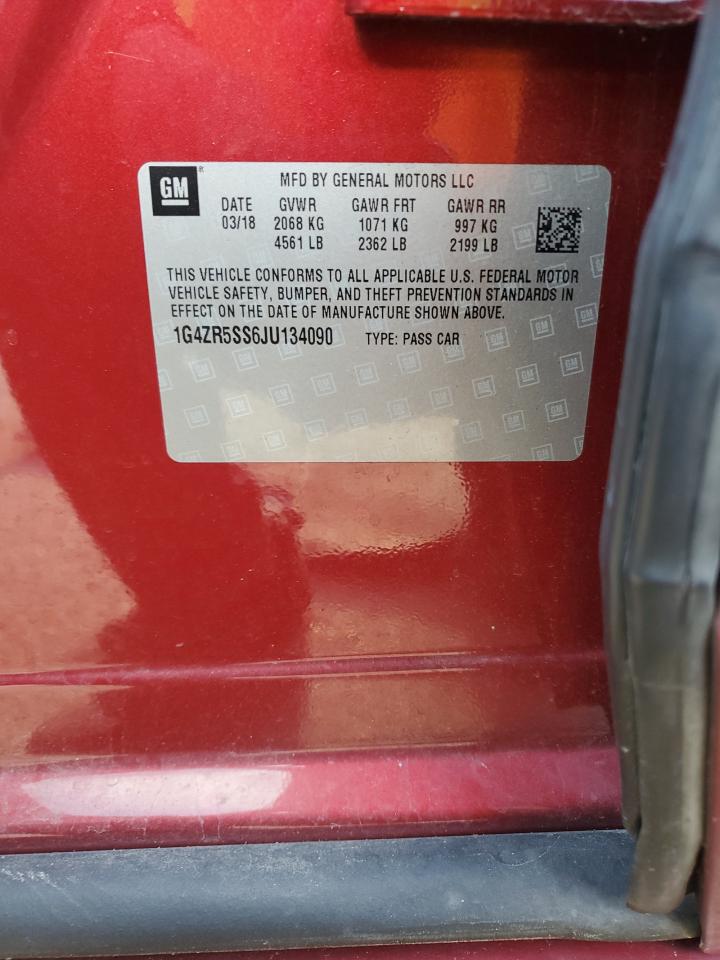 GM ® MFD BY GENERAL MOTORS LLC
DATE GVWR GAWR FRT GAWR RR
03/18 2068 KG 1071 KG 997 KG
4561 LB 2362 LB 2199 LB
THIS VEHICLE CONFORMS TO ALL APPLICABLE U.S. FEDERAL MOTOR
VEHICLE SAFETY, BUMPER, AND THEFT PREVENTION STANDARDS IN
EFFECT ON THE DATE OF MANUFACTURE SHOWN ABOVE.
1G4ZR5SS6JU134090 TYPE: PASS CAR